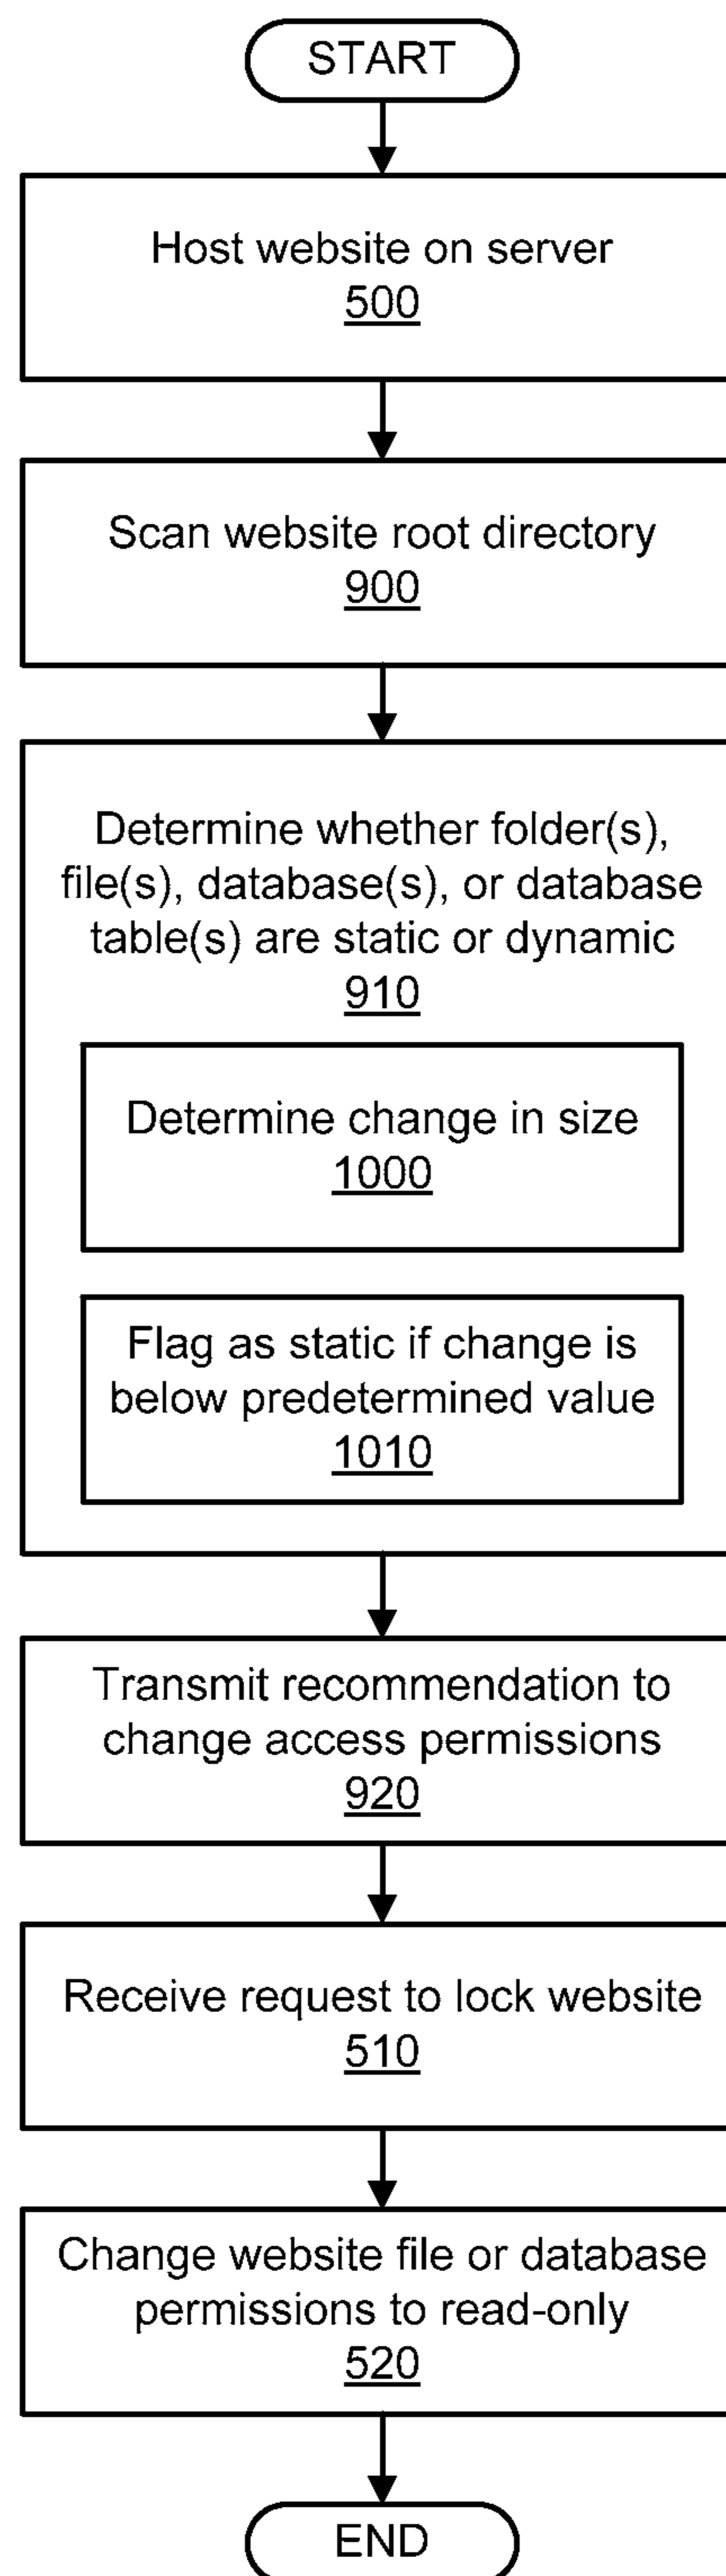 START
Host website on server
500
Scan website root directory
900
Determine whether folder(s),
file(s), database(s), or database
table(s) are static or dynamic
910
Determine change in size
1000
Flag as static if change is
below predetermined value
1010
Transmit recommendation to
change access permissions
920
Receive request to lock website
510
Change website file or database
permissions to read-only
520
END